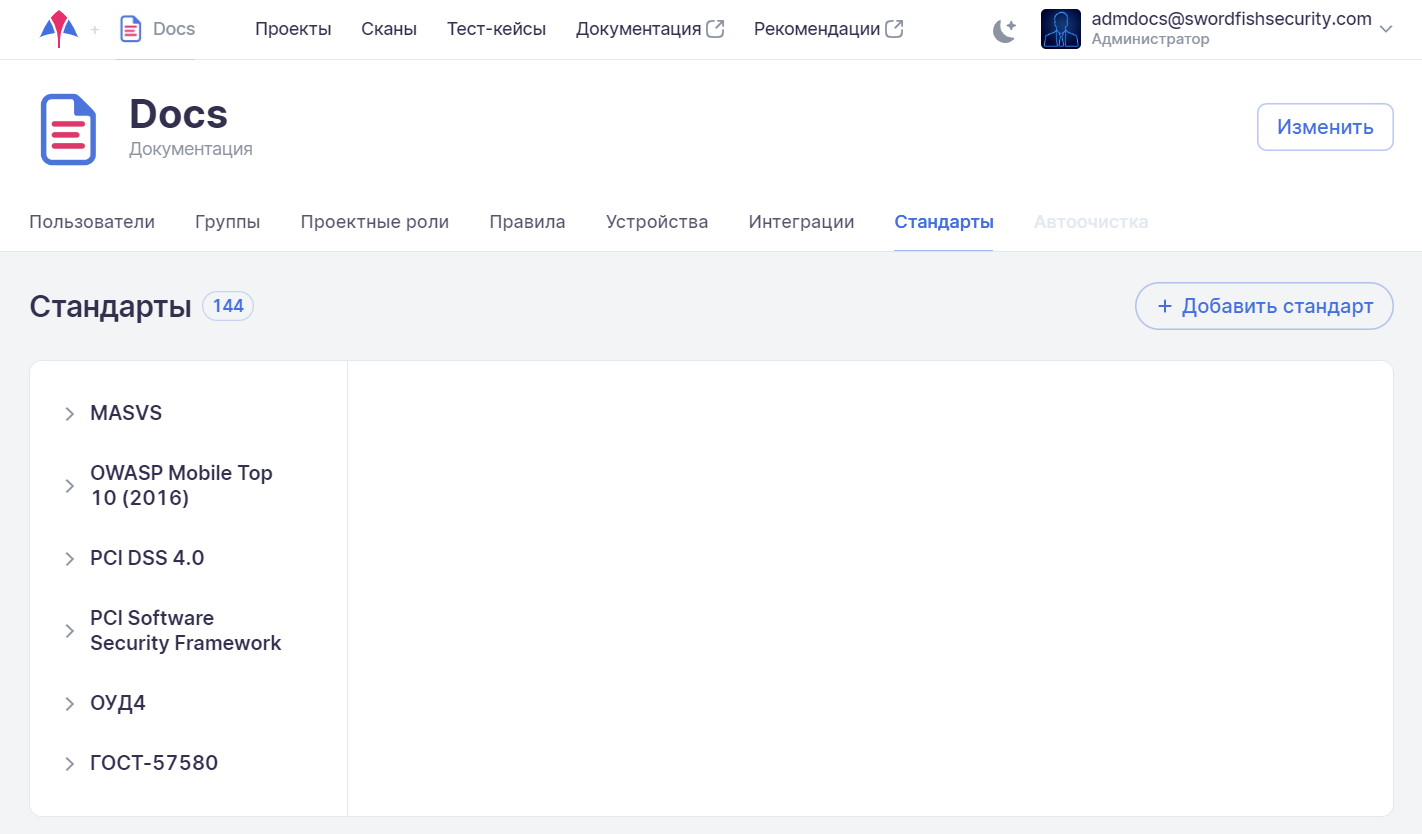 Docs
Проекты
Сканы
Тест-кейсы
Документация
Рекомендации
admdocs@swordfishsecurity.com
Администратор
Docs
Документация
Изменить
Пользователи
Группы
Проектные роли
Правила
Устройства
Интеграции
Стандарты
Автоочистка
Стандарты
144
+ Добавить стандарт
MASVS
OWASP Mobile Top
10 (2016)
PCI DSS 4.0
PCI Software
Security Framework
ОУД4
ГОСТ-57580